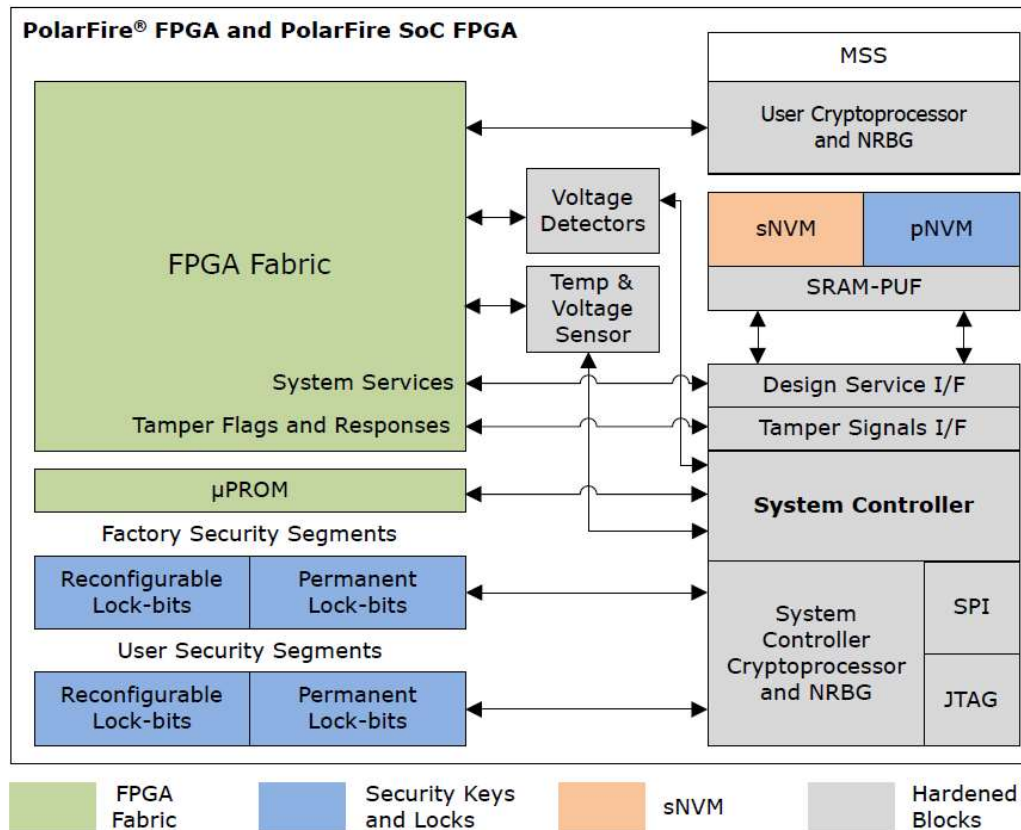 PolarFire® FPGA and PolarFire SoC FPGA
MSS
User Cryptoprocessor
and NRBG
FPGA Fabric
Voltage
Detectors
Temp &
Voltage
Sensor
sNVM
pNVM
SRAM-PUF
System Services
Design Service I/F
Tamper Flags and Responses
Tamper Signals I/F
µPROM
System Controller
Factory Security Segments
Reconfigurable
Lock-bits
Permanent
Lock-bits
System
Controller
Cryptoprocessor
and NRBG
SPI
JTAG
User Security Segments
Reconfigurable
Lock-bits
Permanent
Lock-bits
FPGA
Fabric
Security Keys
and Locks
sNVM
Hardened
Blocks